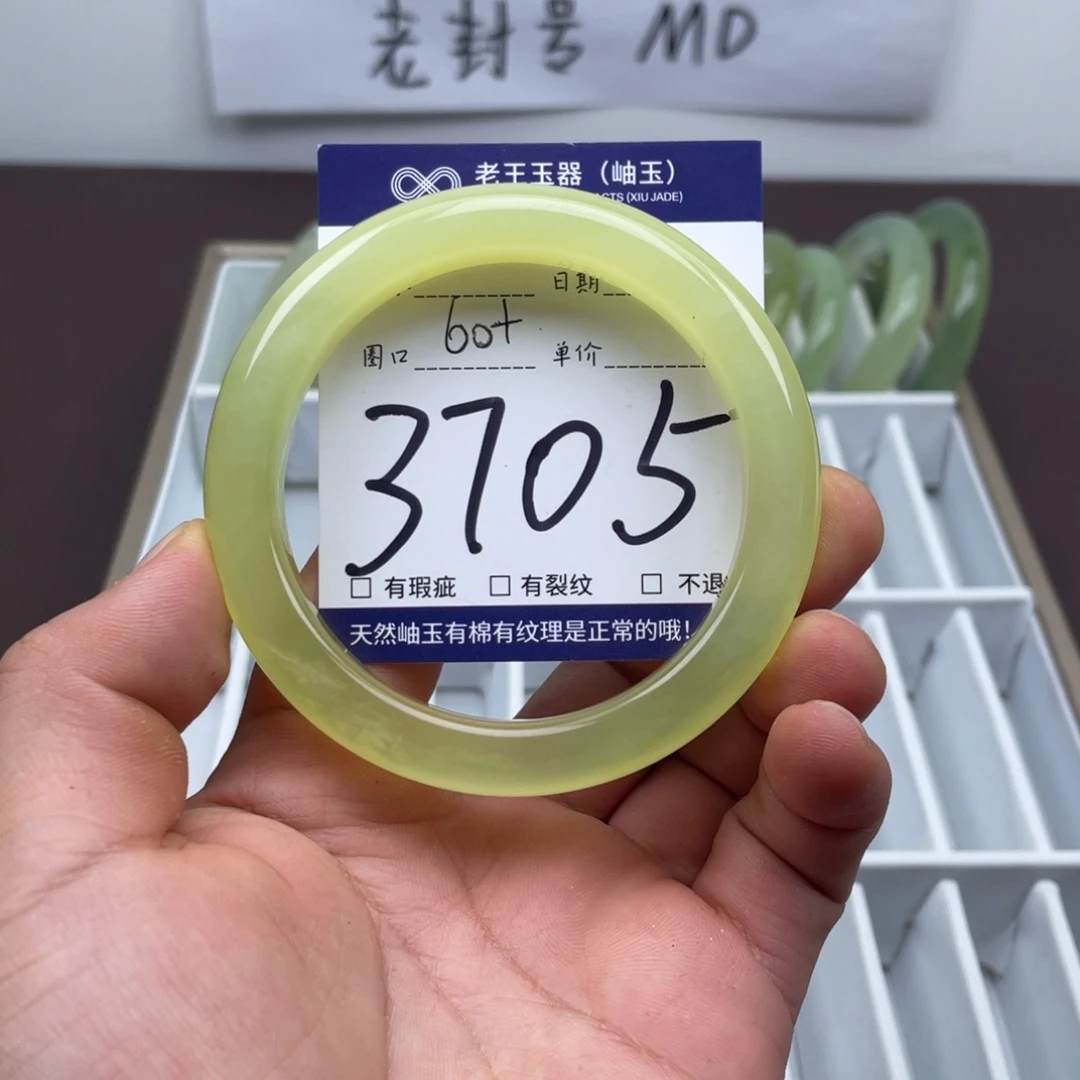 老封号 MD
老王玉器（岫玉）
ACTS (XIU JADE)
日期
圈口 60+ 单价
3705
□ 有瑕疵 □ 有裂纹 □ 不退
天然岫玉有棉有纹理是正常的哦!